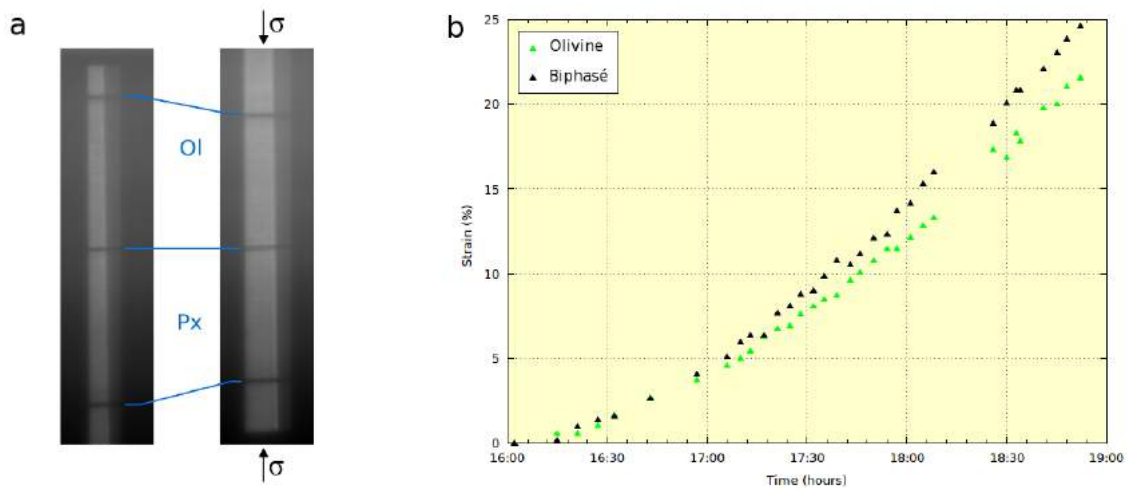 a
σ
Ol
Px
σ
b
25
20
15
10
5
0
Strain (%)
Olivine
Biphasé
16:00 16:30 17:00 17:30 18:00 18:30 19:00
Time (hours)